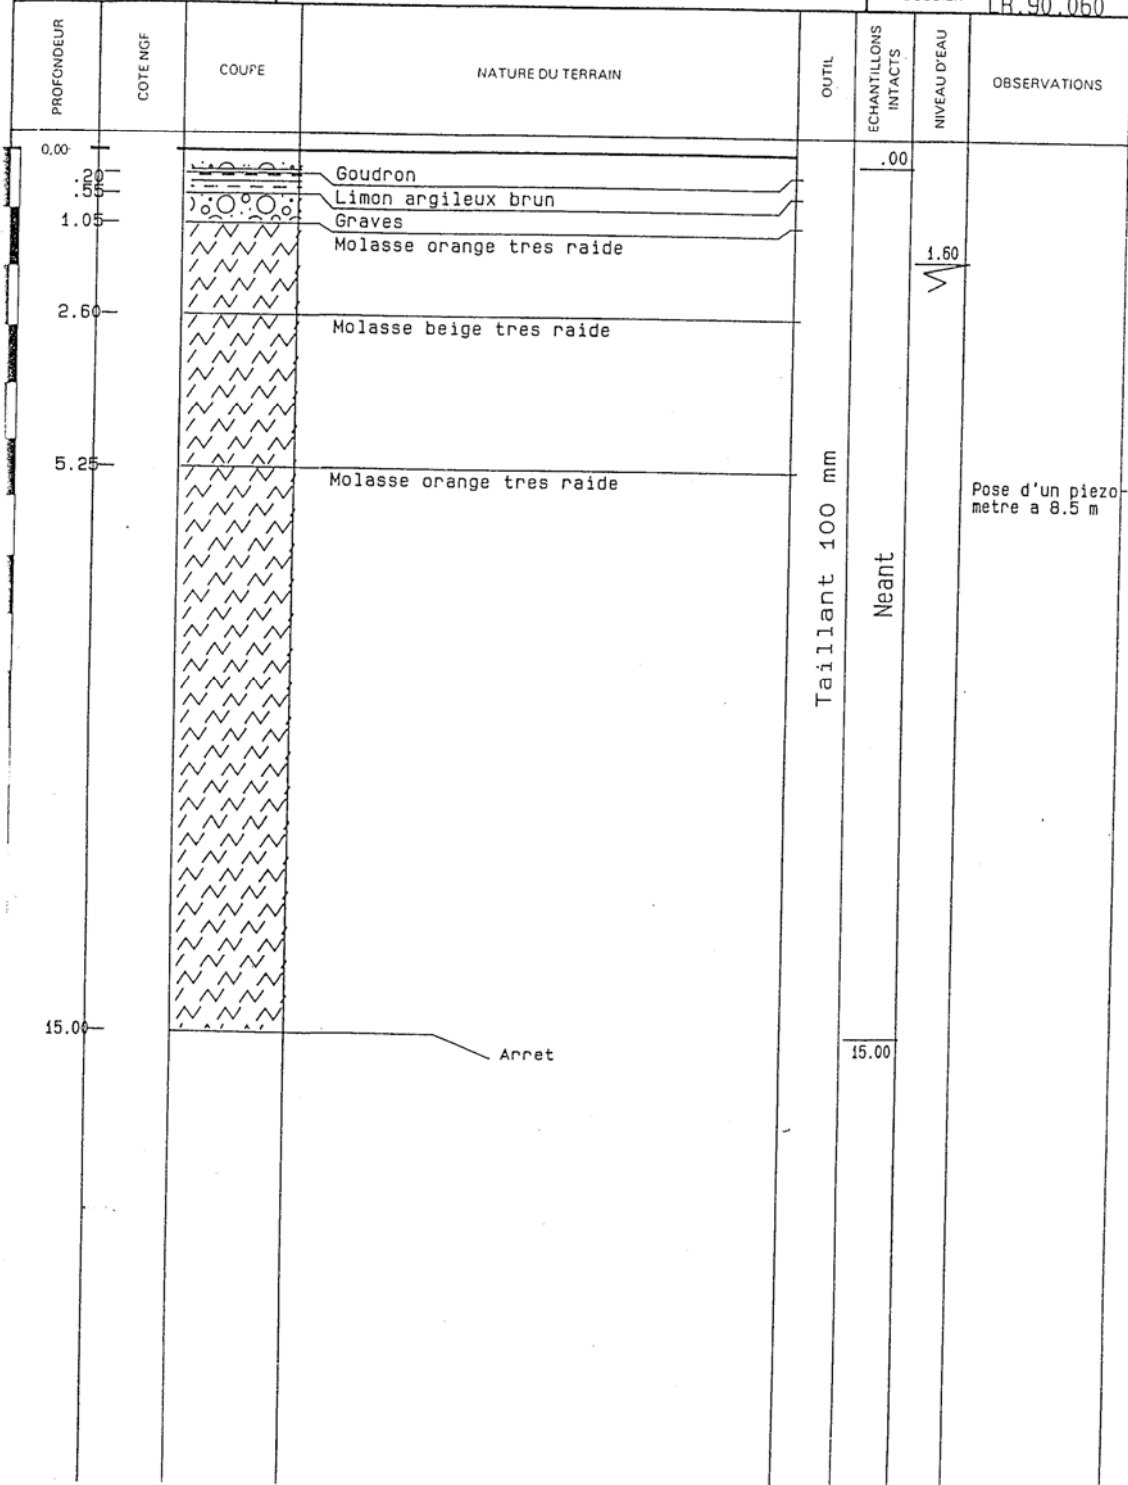 LR.90.060
PROFONDEUR
COTE NGF
COUPE
NATURE DU TERRAIN
OUTIL
ECHANTILLONS
INTACTS
NIVEAU D'EAU
OBSERVATIONS
0,00
.00
.20
Goudron
.55
Limon argileux brun
1.05
Graves
Molasse orange tres raide
1.60
2.60
Molasse beige tres raide
5.25
Molasse orange tres raide
Pose d'un piezo-
metre a 8.5 m
Taillant 100 mm
Neant
15.00
Arret
15.00